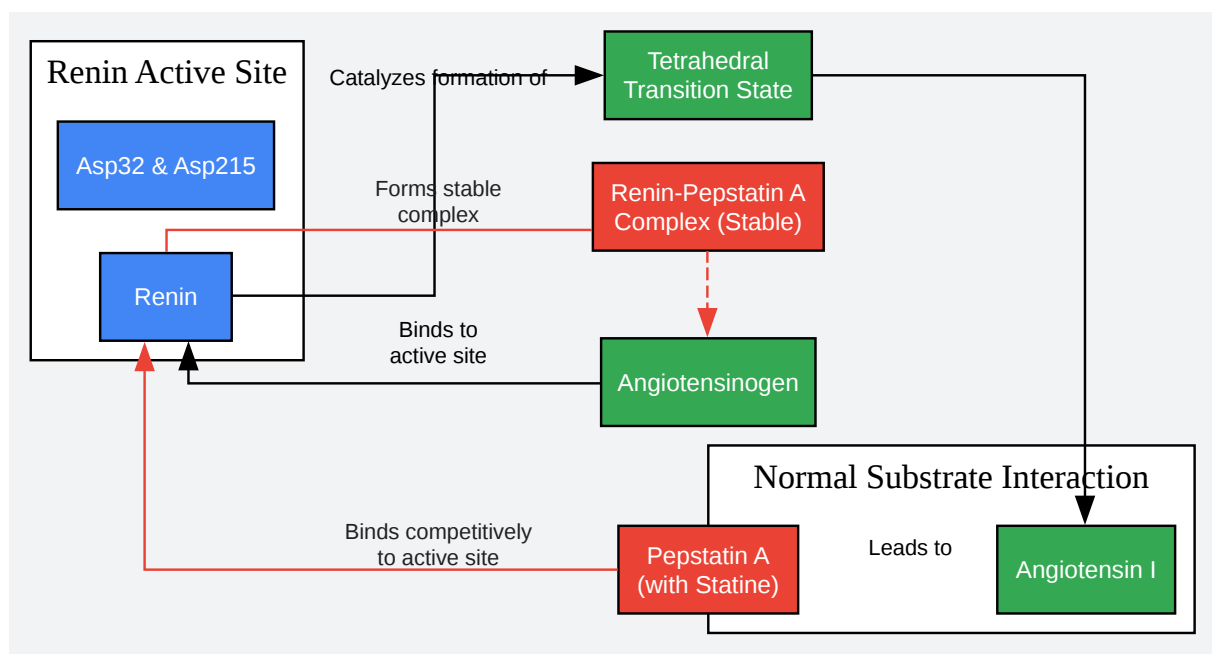 Renin Active Site
Catalyzes formation of
Tetrahedral
Transition State
Asp32 & Asp215
Forms stable
complex
Renin-Pepstatin A
Complex (Stable)
Renin
Binds to
active site
Angiotensinogen
Normal Substrate Interaction
Binds competitively
to active site
Pepstatin A
(with Statine)
Leads to
Angiotensin I